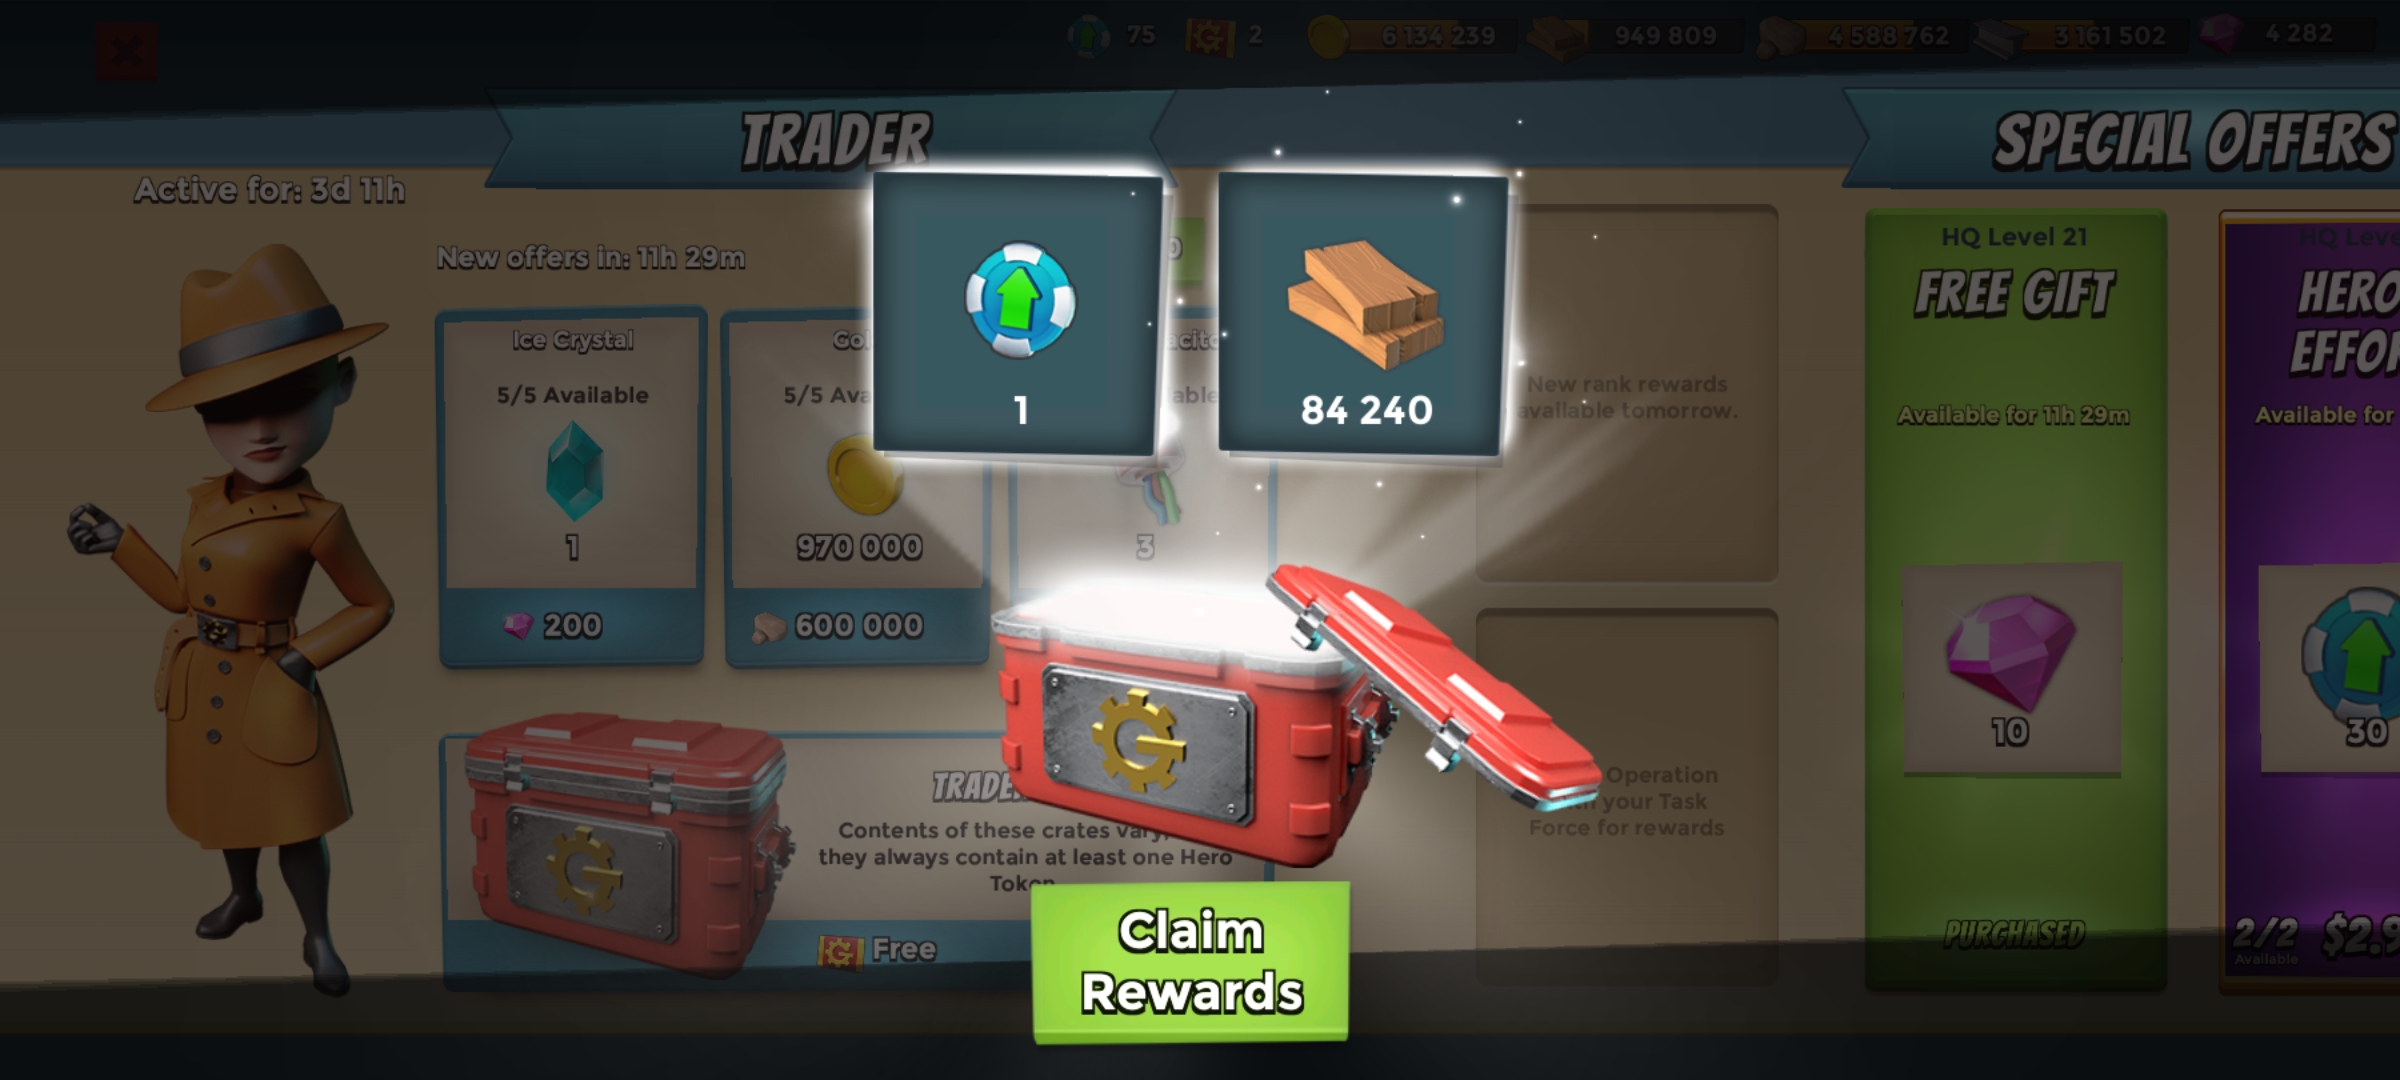 75
2
6 134 239
949 809
4 588 762
3 161 502
4 282
TRADER
SPECIAL OFFERS
Active for: 3d 11h
New offers in: 11h 29m
Ice Crystal
5/5 Available
1
200
5/5
970 000
600 000
3
1
84 240
New rank rewards
available tomorrow.
Operation
your Task
Force for rewards
Contents of these crates vary,
they always contain at least one Hero
Token
Free
Claim
Rewards
HQ Level 21
FREE GIFT
Available for 11h 29m
10
PURCHASED
HQ
Available for
30
2/2
Available